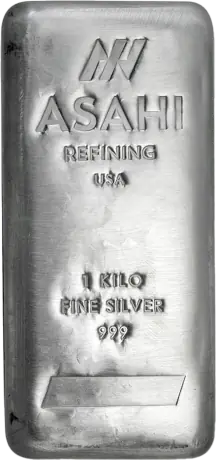 ASAHI
REFINING
USA
1 KILO
FINE SILVER
999